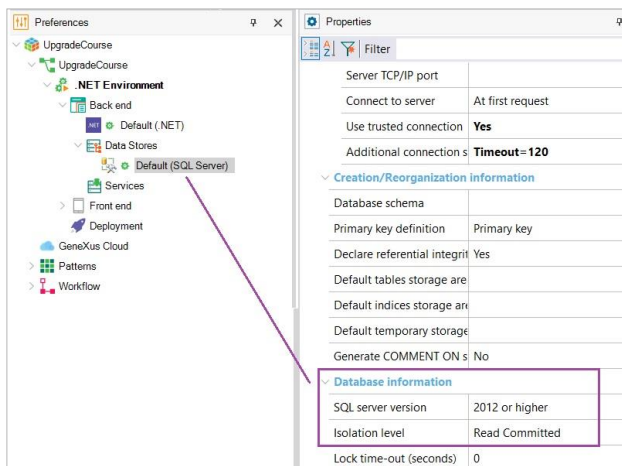 Preferences
UpgradeCourse
UpgradeCourse
.NET Environment
Back end
.NET Default (.NET)
Data Stores
Default (SQL Server)
Services
Front end
Deployment
GeneXus Cloud
Patterns
Workflow
Properties
Filter
Server TCP/IP port
Connect to server At first request
Use trusted connection Yes
Additional connection s Timeout=120
Creation/Reorganization information
Database schema
Primary key definition Primary key
Declare referential integrit Yes
Default tables storage are
Default indices storage are
Default temporary storage
Generate COMMENT ON s No
Database information
SQL server version 2012 or higher
Isolation level Read Committed
Lock time-out (seconds) 0